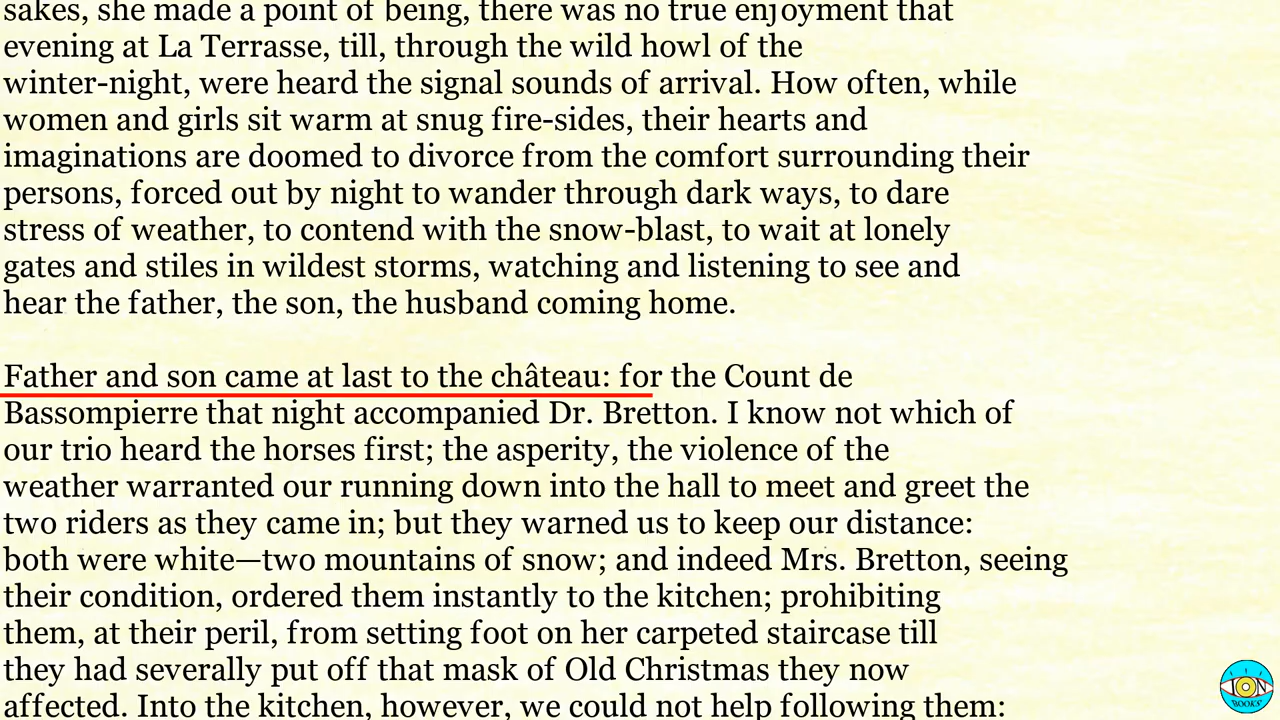 sakes, she made a point of being, there was no true enjoyment that
evening at La Terrasse, till, through the wild howl of the
winter-night, were heard the signal sounds of arrival. How often, while
women and girls sit warm at snug fire-sides, their hearts and
imaginations are doomed to divorce from the comfort surrounding their
persons, forced out by night to wander through dark ways, to dare
stress of weather, to contend with the snow-blast, to wait at lonely
gates and stiles in wildest storms, watching and listening to see and
hear the father, the son, the husband coming home.
Father and son came at last to the château: for the Count de
Bassompierre that night accompanied Dr. Bretton. I know not which of
our trio heard the horses first; the asperity, the violence of the
weather warranted our running down into the hall to meet and greet the
two riders as they came in; but they warned us to keep our distance:
both were white—two mountains of snow; and indeed Mrs. Bretton, seeing
their condition, ordered them instantly to the kitchen; prohibiting
them, at their peril, from setting foot on her carpeted staircase till
they had severally put off that mask of Old Christmas they now
affected. Into the kitchen, however, we could not help following them:
ION
BOOKS